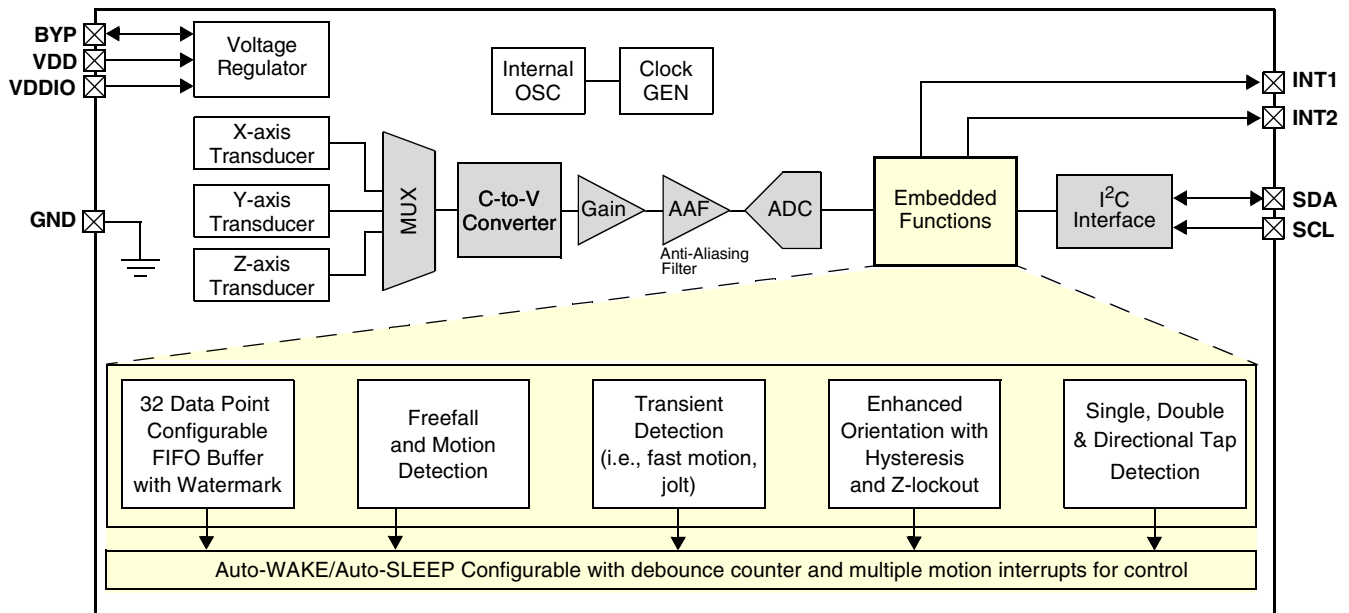 BYP
VDD
VDDIO
GND
Voltage
Regulator
Internal
OSC
Clock
GEN
X-axis
Transducer
Y-axis
Transducer
Z-axis
Transducer
MUX
C-to-V
Converter
Gain
AAF
Anti-Aliasing
Filter
ADC
Embedded
Functions
I²C
Interface
INT1
INT2
SDA
SCL
32 Data Point
Configurable
FIFO Buffer
with Watermark
Freefall
and Motion
Detection
Transient
Detection
(i.e., fast motion,
jolt)
Enhanced
Orientation with
Hysteresis
and Z-lockout
Single, Double
& Directional Tap
Detection
Auto-WAKE/Auto-SLEEP Configurable with debounce counter and multiple motion interrupts for control